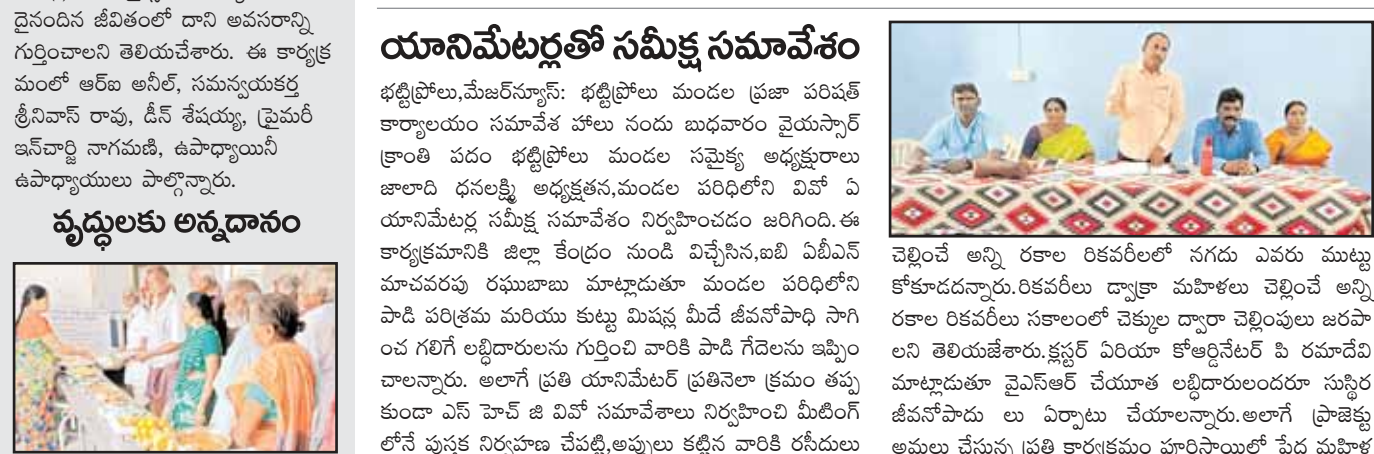 దైనందిన జీవితంలో దాని అవసరాన్ని
గుర్తించాలని తెలియచేశారు. ఈ కార్యక్ర
మంలో ఆర్ఐ అనీల్, సమన్వయకర్త
శ్రీనివాస్ రావు, డీన్ శేషయ్య, ప్రైమరీ
ఇన్‌చార్జి నాగమణి, ఉపాధ్యాయినీ
ఉపాధ్యాయులు పాల్గొన్నారు.
వృద్ధులకు అన్నదానం
యానిమేటర్లతో సమీక్ష సమావేశం
భట్టిప్రోలు,మేజర్‌న్యూస్: భట్టిప్రోలు మండల ప్రజా పరిషత్
కార్యాలయం సమావేశ హాలు నందు బుధవారం వైయస్సార్
క్రాంతి పదం భట్టిప్రోలు మండల సమైక్య అధ్యక్షురాలు
జాలాది ధనలక్ష్మి అధ్యక్షతన,మండల పరిధిలోని వివో ఏ
యానిమేటర్ల సమీక్ష సమావేశం నిర్వహించడం జరిగింది.ఈ
కార్యక్రమానికి జిల్లా కేంద్రం నుండి విచ్చేసిన,ఐబి ఏబీఎన్
మాచవరపు రఘుబాబు మాట్లాడుతూ మండల పరిధిలోని
పాడి పరిశ్రమ మరియు కుట్టు మిషన్ల మీదే జీవనోపాధి సాగి
ంచ గలిగే లబ్ధిదారులను గుర్తించి వారికి పాడి గేదెలను ఇప్పిం
చాలన్నారు. అలాగే ప్రతి యానిమేటర్ ప్రతినెలా క్రమం తప్ప
కుండా ఎస్ హెచ్ జి వివో సమావేశాలు నిర్వహించి మీటింగ్
లోనే పుస్తక నిర్వహణ చేపట్టి,అప్పులు కట్టిన వారికి రసీదులు
చెల్లించే అన్ని రకాల రికవరీలలో నగదు ఎవరు ముట్టు
కోకూడదన్నారు.రికవరీలు డ్వాక్రా మహిళలు చెల్లించే అన్ని
రకాల రికవరీలు సకాలంలో చెక్కుల ద్వారా చెల్లింపులు జరపా
లని తెలియజేశారు.క్లస్టర్ ఏరియా కోఆర్డినేటర్ పి రమాదేవి
మాట్లాడుతూ వైఎస్ఆర్ చేయూత లబ్ధిదారులందరూ సుస్థిర
జీవనోపాదు లు ఏర్పాటు చేయాలన్నారు.అలాగే ప్రాజెక్టు
అమలు చేస్తున్న ప్రతి కార్యక్రమం పూర్తిస్థాయిలో పేద మహిళ